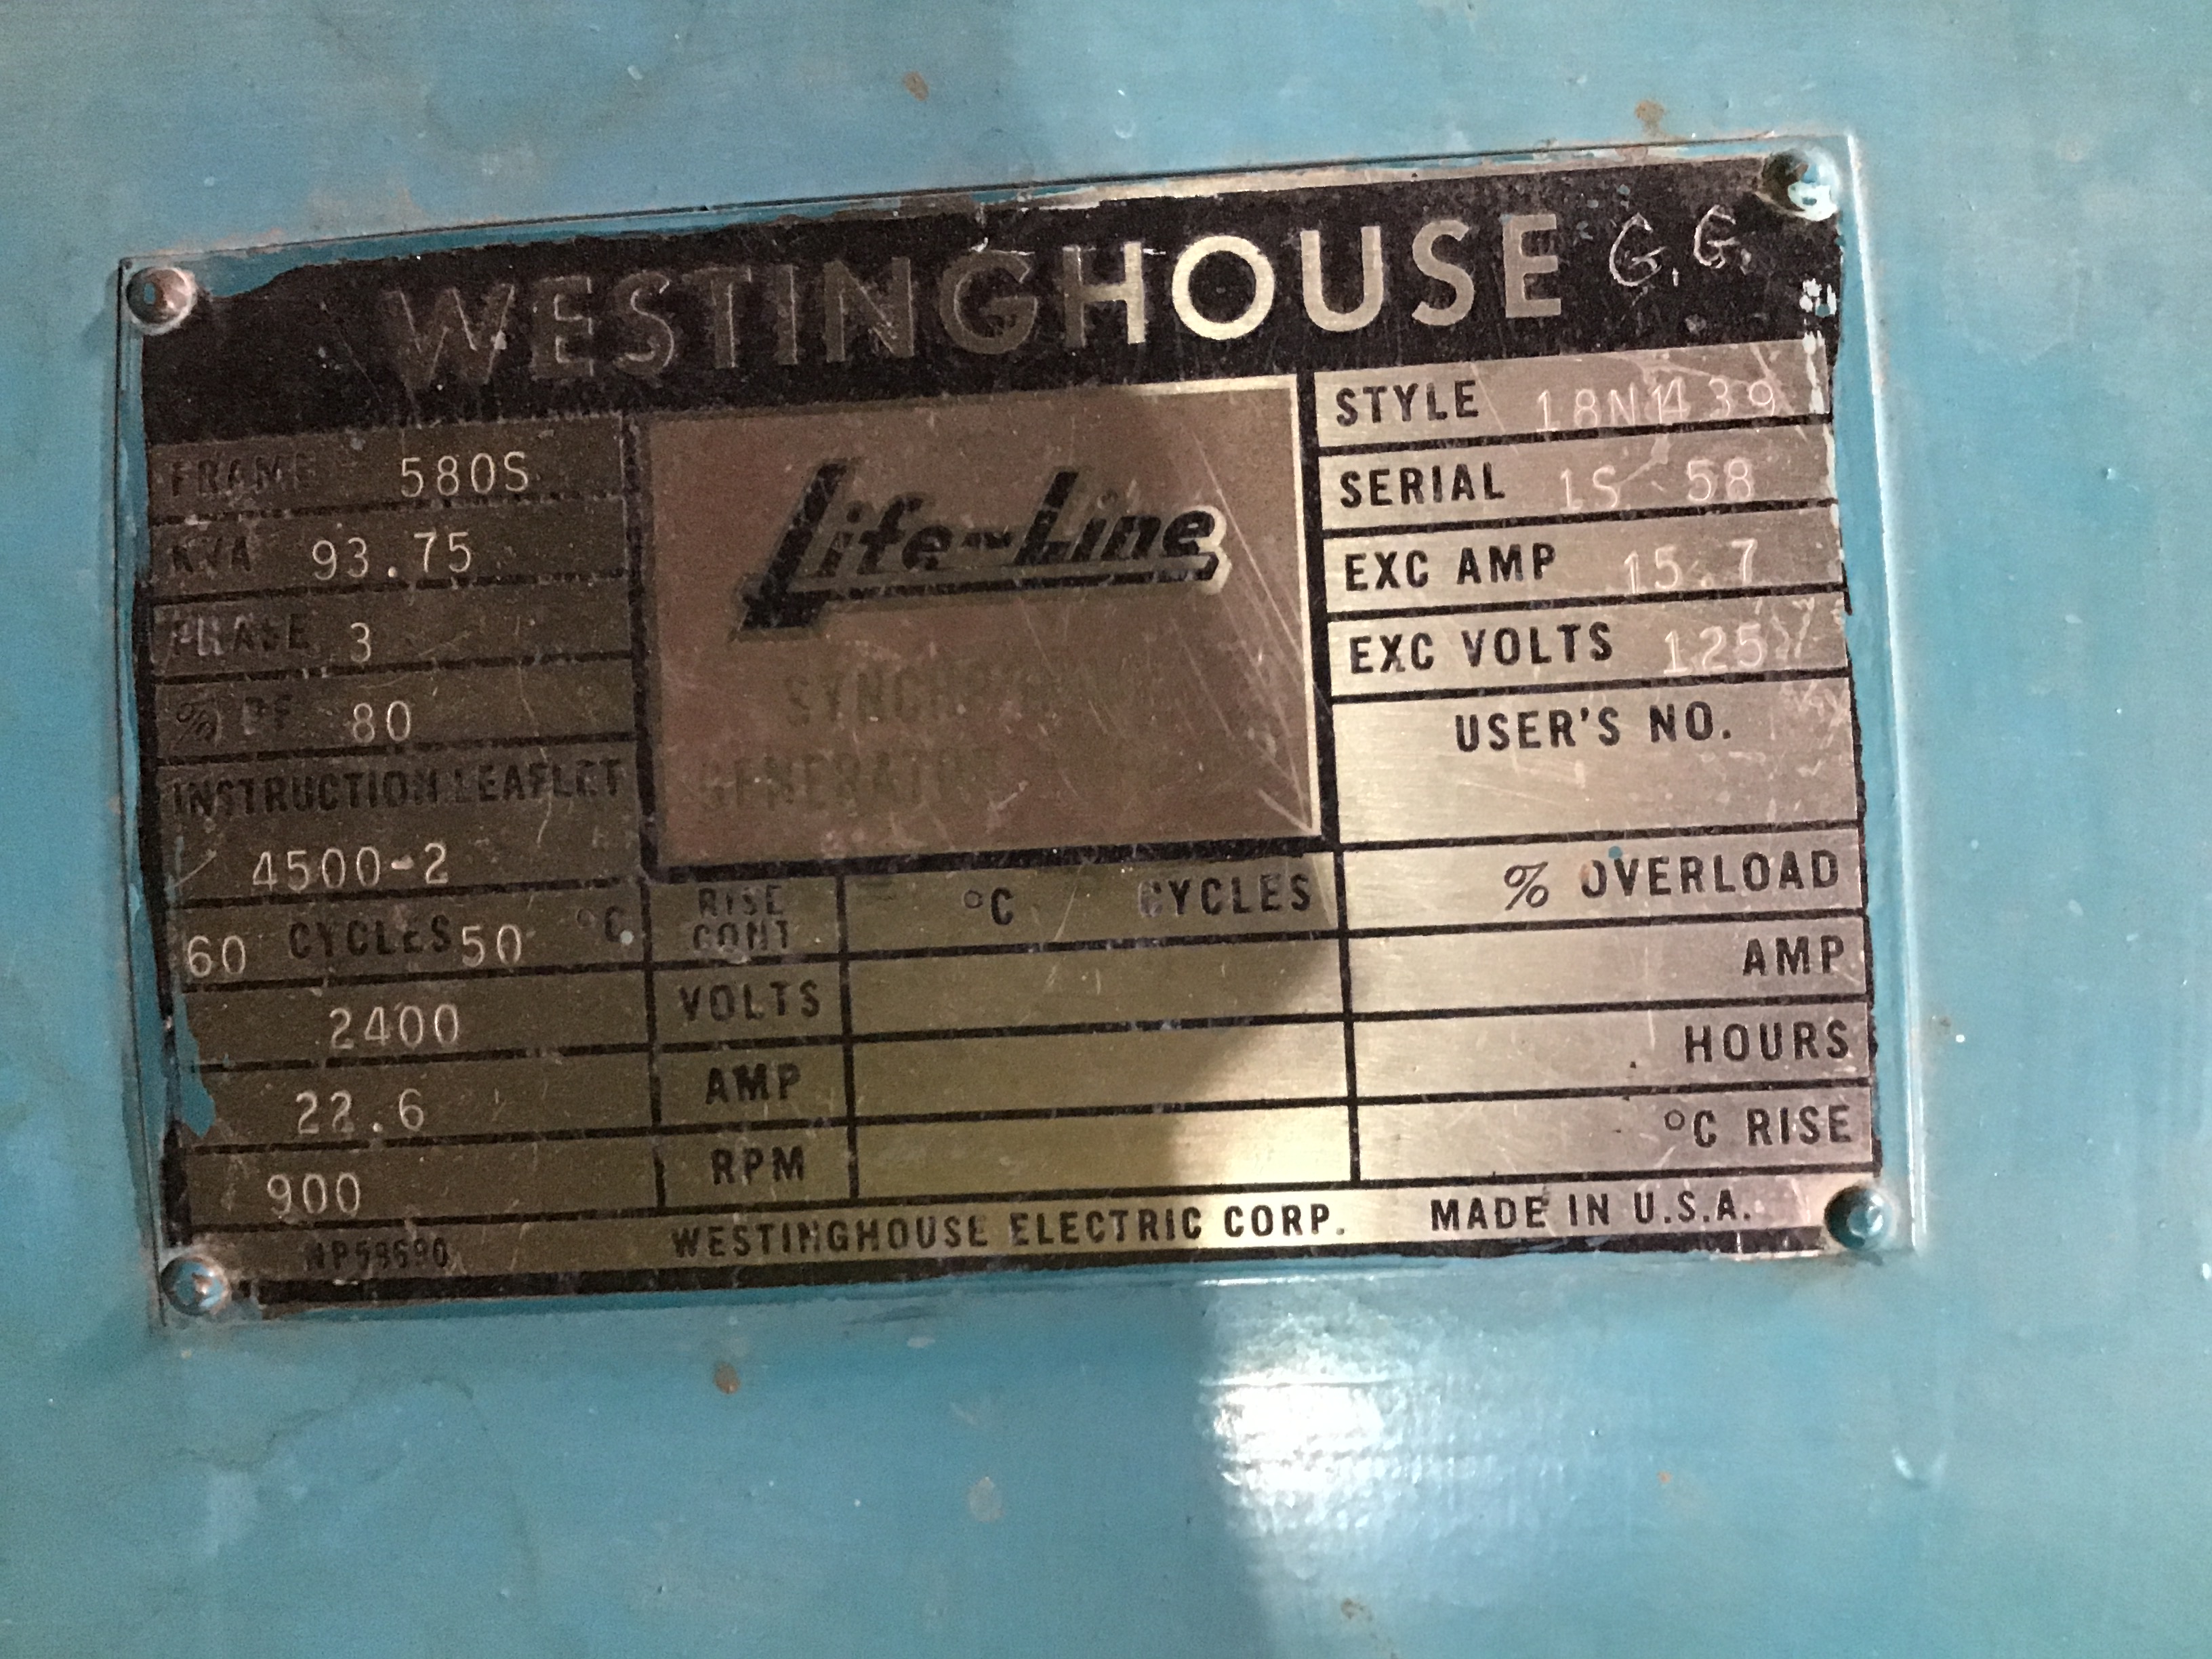 WESTINGHOUSE G.G.
FRAME 580S
KVA 93.75
PHASE 3
% PF 80
INSTRUCTION LEAFLET
4500-2
Life-Line
SYNCHRONOUS
GENERATOR
STYLE
SERIAL 1S 58
EXC AMP 15.7
EXC VOLTS 125
USER'S NO.
60 CYCLES 50 °C RISE CONT °C CYCLES % OVERLOAD
2400 VOLTS AMP
22.6 AMP HOURS
900 RPM °C RISE
WESTINGHOUSE ELECTRIC CORP. MADE IN U.S.A.